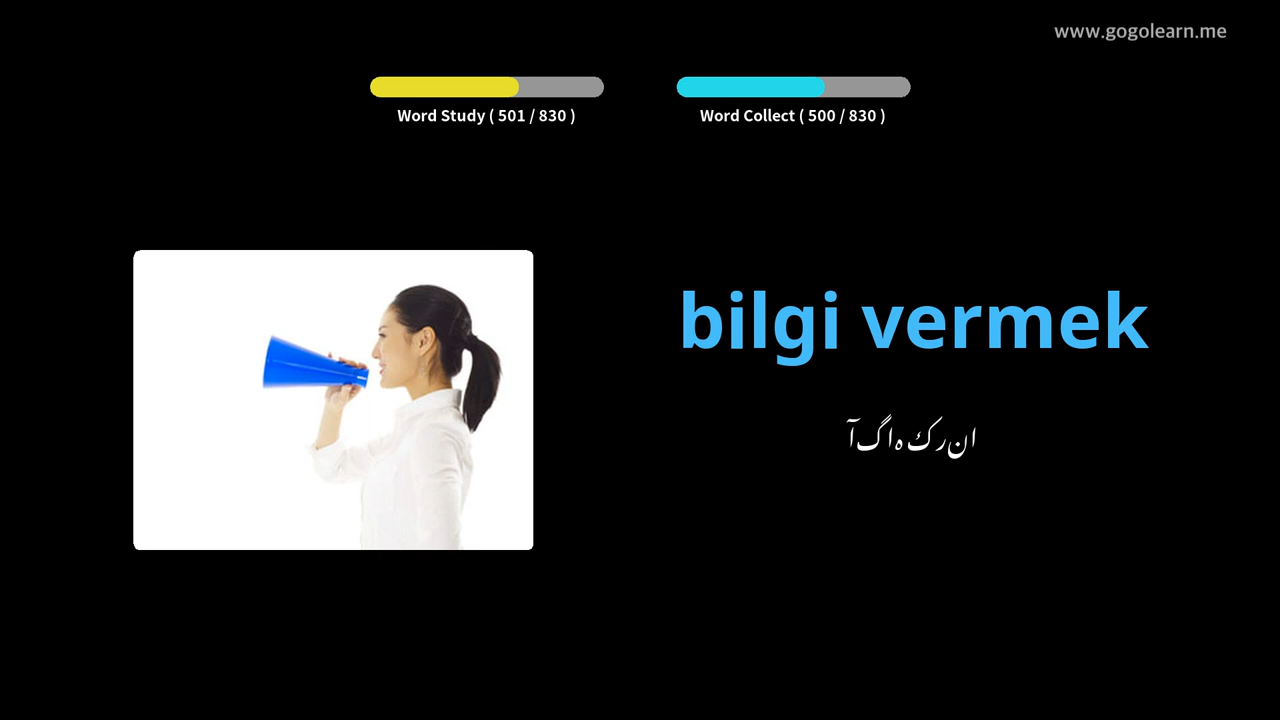 www.gogolearn.me
Word Study ( 501 / 830 )
Word Collect ( 500 / 830 )
bilgi vermek
آگاہ کرنا